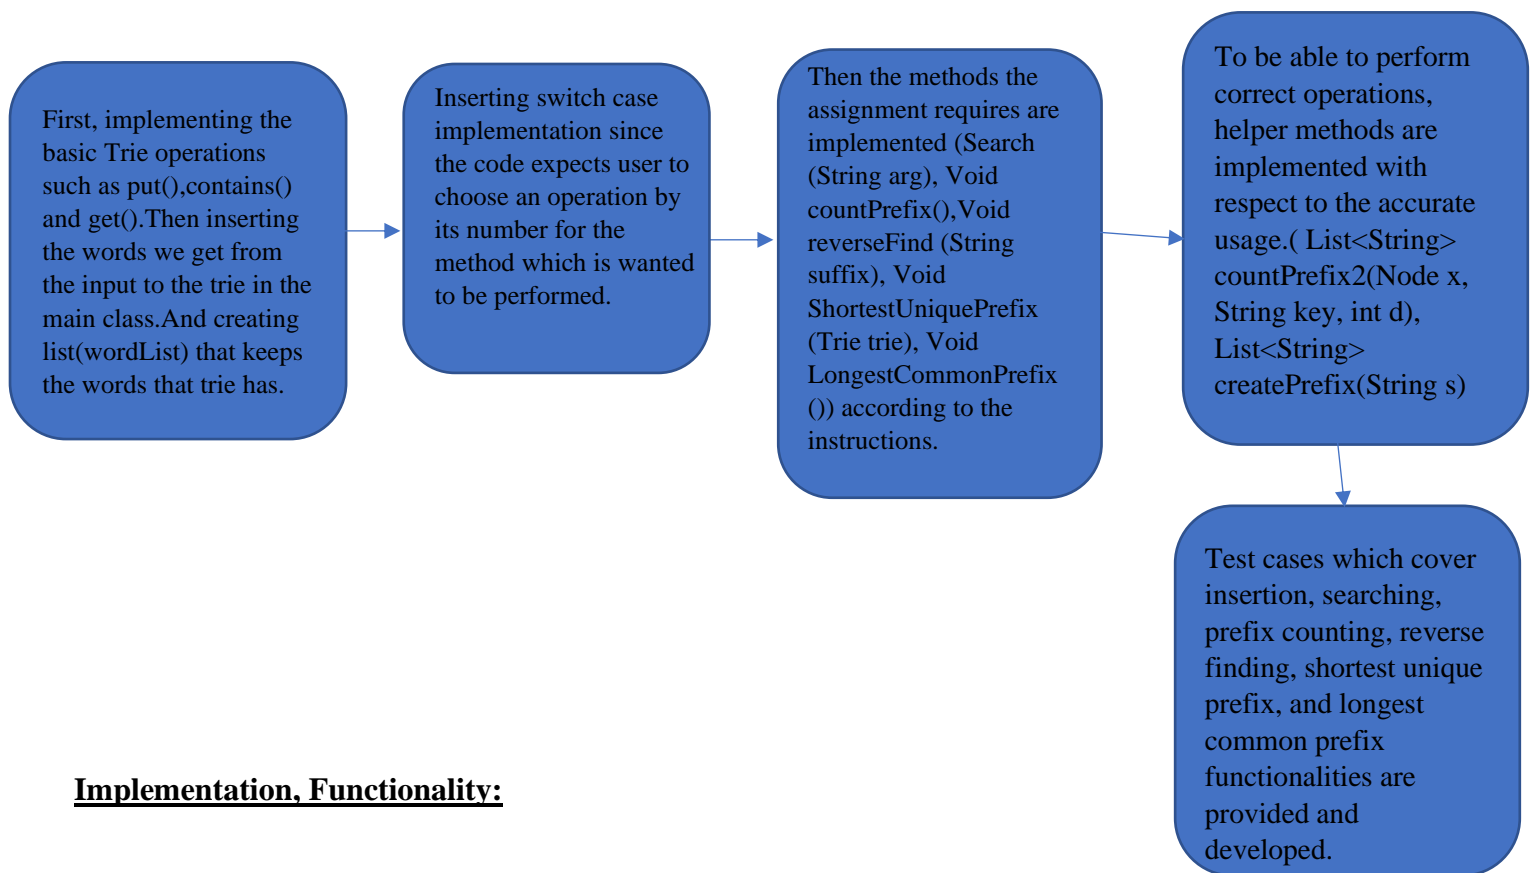 First, implementing the
basic Trie operations
such as put(),contains()
and get().Then inserting
the words we get from
the input to the trie in the
main class.And creating
list(wordList) that keeps
the words that trie has.
Inserting switch case
implementation since
the code expects user to
choose an operation by
its number for the
method which is wanted
to be performed.
Then the methods the
assignment requires are
implemented (Search
(String arg), Void
countPrefix(),Void
reverseFind (String
suffix), Void
ShortestUniquePrefix
(Trie trie), Void
LongestCommonPrefix
()) according to the
instructions.
To be able to perform
correct operations,
helper methods are
implemented with
respect to the accurate
usage.( List<String>
countPrefix2(Node x,
String key, int d),
List<String>
createPrefix(String s)
Test cases which cover
insertion, searching,
prefix counting, reverse
finding, shortest unique
prefix, and longest
common prefix
functionalities are
provided and
developed.
Implementation, Functionality: